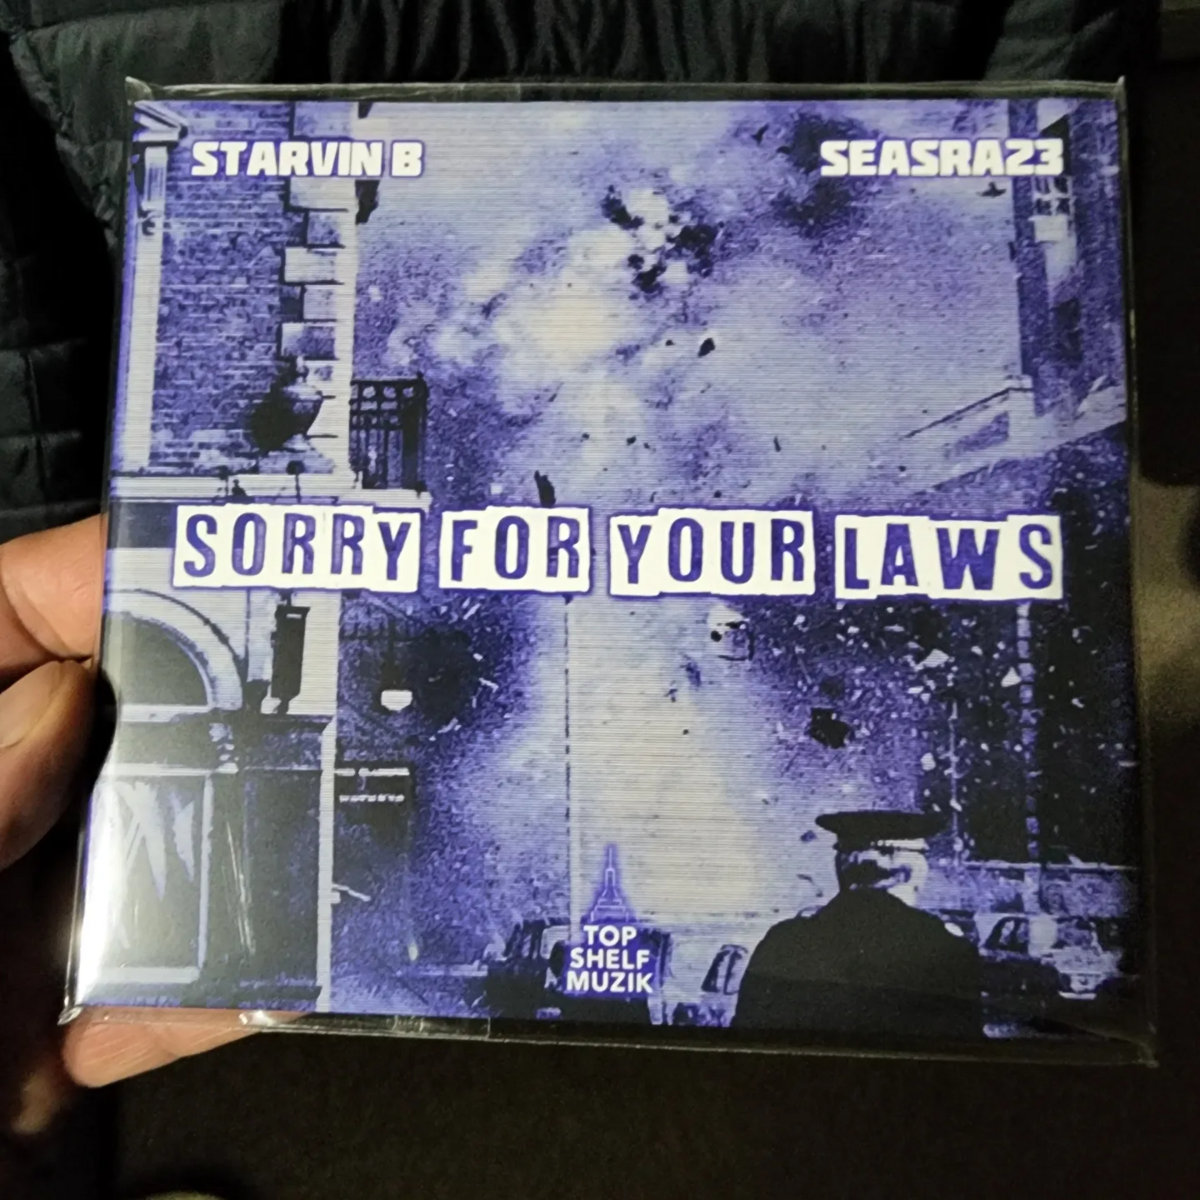 STARVIN B
SEASRA23
SORRY FOR YOUR LAWS
TOP
SHELF
MUZIK